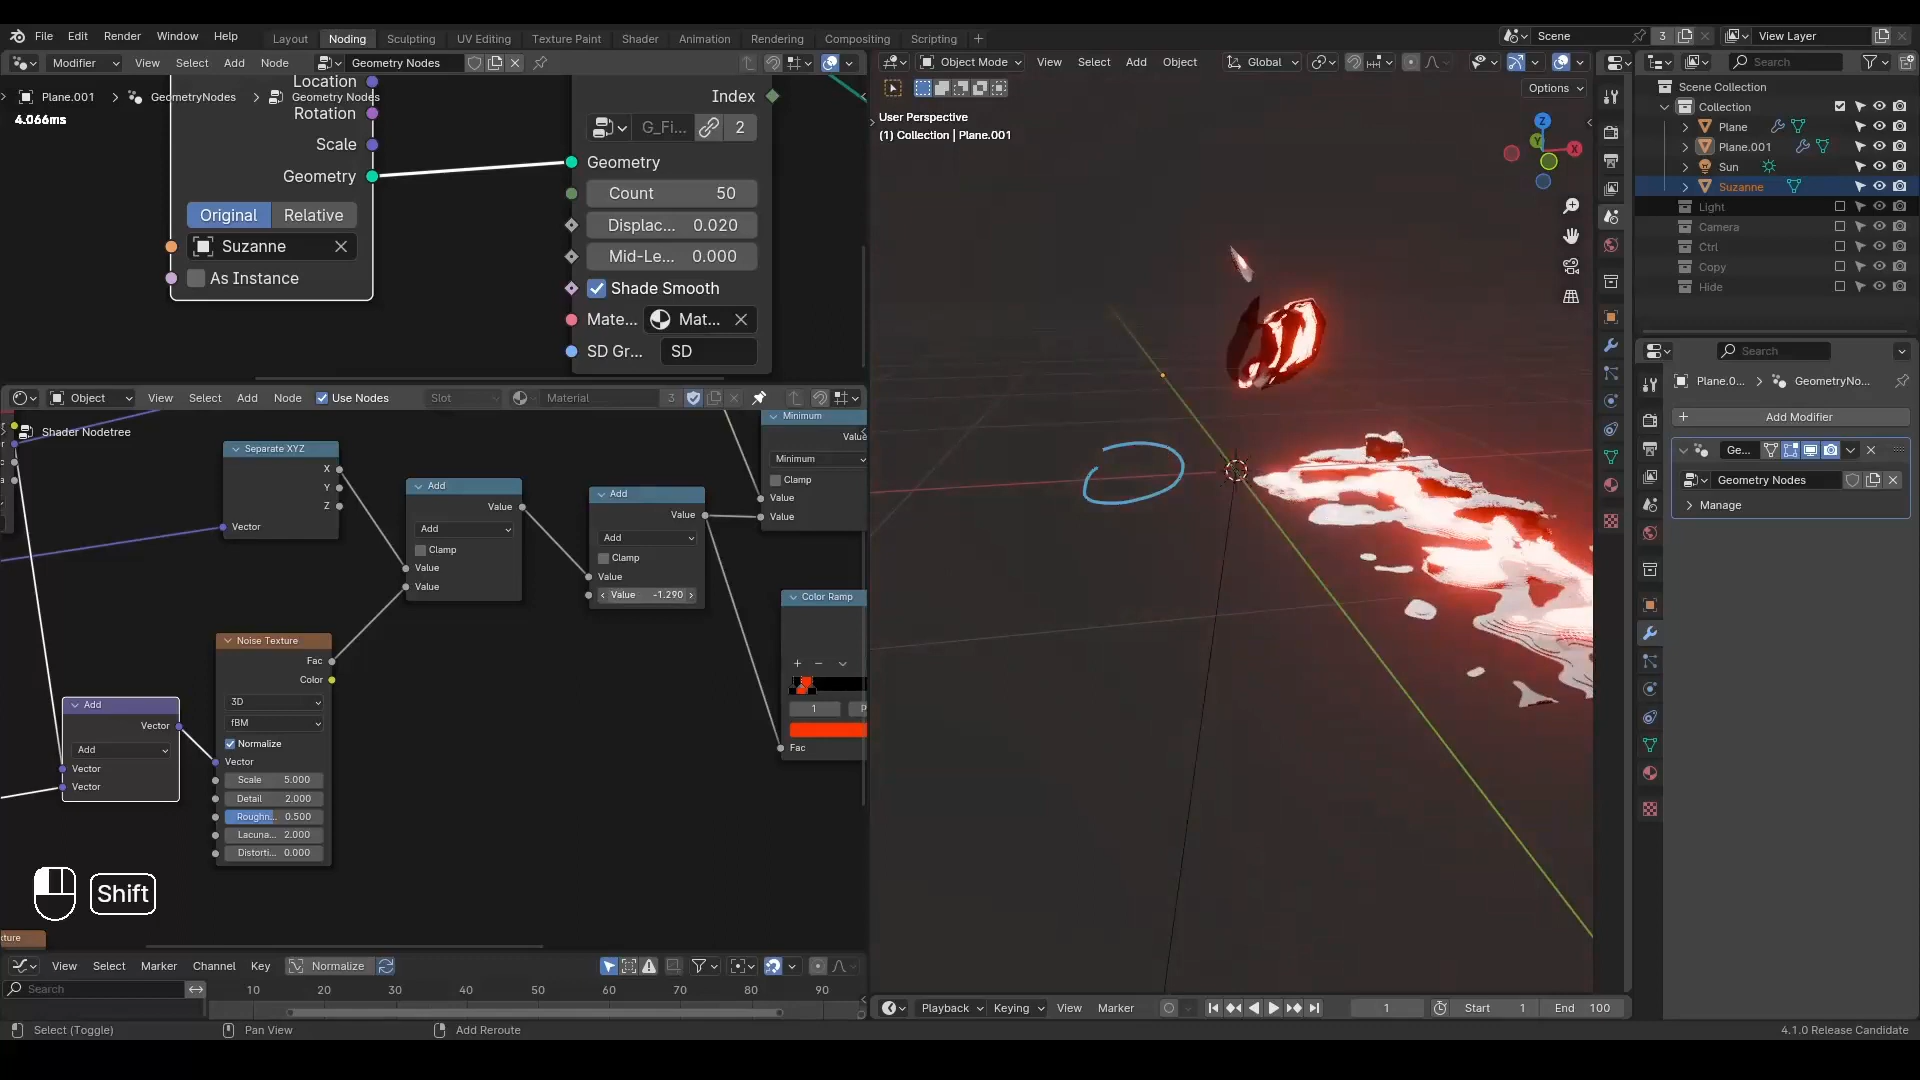 File Edit Render Window Help Layout Noding Sculpting UV Editing Texture Paint Shader Animation Rendering Compositing Scripting + Scene 3 View Layer
Modifier View Select Add Node Geometry Nodes
Object Mode View Select Add Object Global
Search
Plane.001 > GeometryNodes > Geometry Nodes
4.066ms
Location
Rotation
Scale
Geometry
Original Relative
Suzanne
As Instance
Index
G_Fi... 2
Geometry
Count 50
Displac... 0.020
Mid-Le... 0.000
Shade Smooth
Mate... Mat...
SD Gr... SD
Options
User Perspective
(1) Collection | Plane.001
Z
Y
X
Scene Collection
Collection
Plane
Plane.001
Sun
Suzanne
Light
Camera
Ctrl
Copy
Hide
Search
Plane.0... > GeometryNo...
+ Add Modifier
Ge...
Geometry Nodes
Manage
Object View Select Add Node Use Nodes Slot Material 3
Shader Nodetree
Separate XYZ
X
Y
Z
Vector
Add
Value
Add
Clamp
Value
Value
Add
Value
Add
Clamp
Value
Value -1.290
Minimum
Value
Minimum
Clamp
Value
Value
Color Ramp
+ −
1 P
Fac
Noise Texture
Fac
Color
3D
fBM
Normalize
Vector
Scale 5.000
Detail 2.000
Roughn... 0.500
Lacuna... 2.000
Distorti... 0.000
Add
Vector
Add
Vector
Vector
Shift
xture
View Select Marker Channel Key Normalize
Search
10 20 30 40 50 60 70 80 90
Playback Keying View Marker 1 Start 1 End 100
Select (Toggle) Pan View Add Reroute 4.1.0 Release Candidate